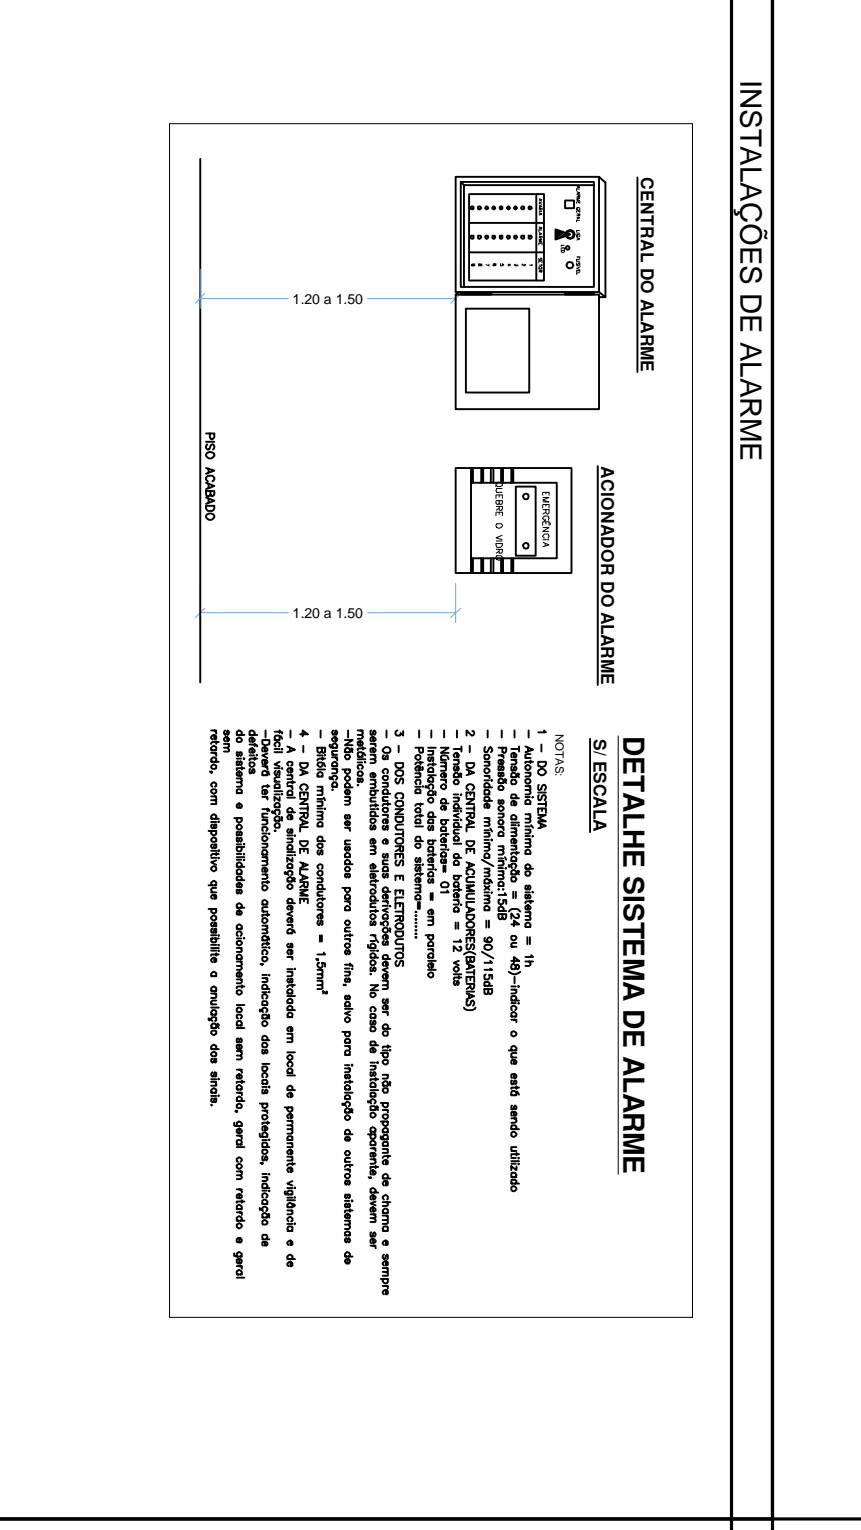 INSTALAÇÕES DE ALARME
CENTRAL DO ALARME
ALARME GERAL
LIGA
LED
FUSÍVEL
AVARIA
ALARME
SETOR
1.20 a 1.50
PISO ACABADO
ACIONADOR DO ALARME
EMERGÊNCIA
QUEBRE O VIDRO
1.20 a 1.50
DETALHE SISTEMA DE ALARME
S/ ESCALA
NOTAS:
1 - DO SISTEMA
- Autonomia mínima do sistema = 1h
- Tensão de alimentação = (24 ou 48)-indicar o que está sendo utilizado
- Pressão sonora mínima:15dB
- Sonoridade mínima/máxima = 90/115dB
2 - DA CENTRAL DE ACUMULADORES(BATERIAS)
- Tensão individual da bateria = 12 volts
- Número de baterias= 01
- Instalação das baterias = em paralelo
- Potência total do sistema=........
3 - DOS CONDUTORES E ELETRODUTOS
- Os condutores e suas derivações devem ser do tipo não propagante de chama e sempre
serem embutidos em eletrodutos rígidos. No caso de instalação aparente, devem ser
metálicos.
-Não podem ser usados para outros fins, salvo para instalação de outros sistemas de
segurança.
- Bitóla mínima dos condutores = 1,5mm²
4 - DA CENTRAL DE ALARME
- A central de sinalização deverá ser instalada em local de permanente vigilância e de
fácil visualização.
-Deverá ter funcionamento automático, indicação dos locais protegidos, indicação de
defeitos
do sistema e possibilidades de acionamento local sem retardo, geral com retardo e geral
sem
retardo, com dispositivo que possibilite a anulação dos sinais.